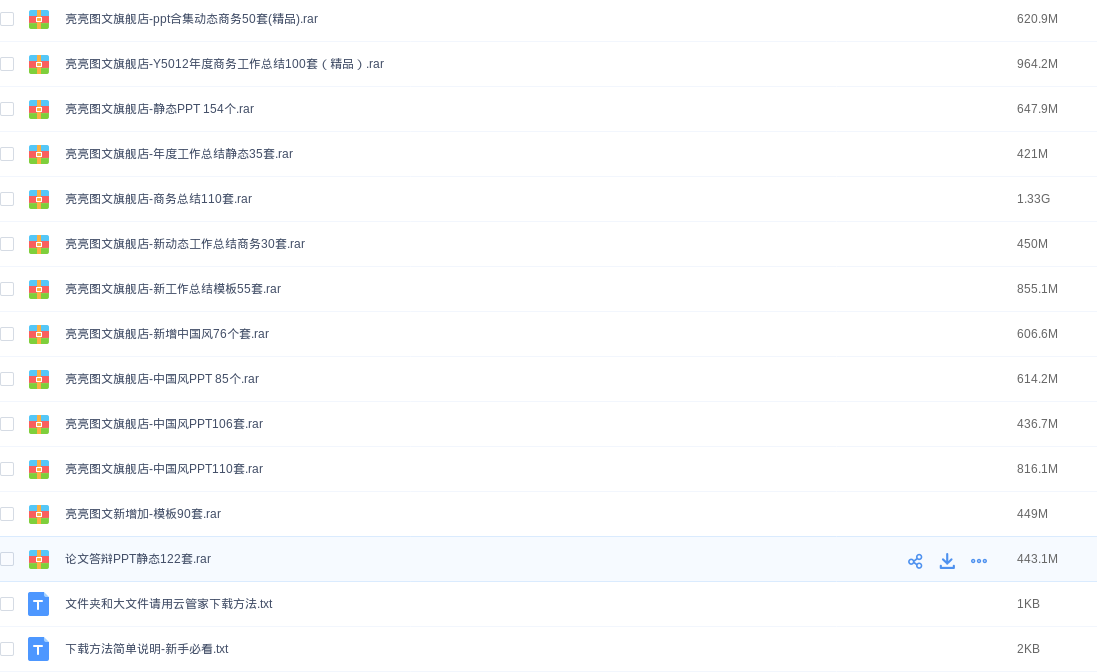 亮亮图文旗舰店-ppt合集动态商务50套(精品).rar 620.9M
亮亮图文旗舰店-Y5012年度商务工作总结100套（精品）.rar 964.2M
亮亮图文旗舰店-静态PPT 154个.rar 647.9M
亮亮图文旗舰店-年度工作总结静态35套.rar 421M
亮亮图文旗舰店-商务总结110套.rar 1.33G
亮亮图文旗舰店-新动态工作总结商务30套.rar 450M
亮亮图文旗舰店-新工作总结模板55套.rar 855.1M
亮亮图文旗舰店-新增中国风76个套.rar 606.6M
亮亮图文旗舰店-中国风PPT 85个.rar 614.2M
亮亮图文旗舰店-中国风PPT106套.rar 436.7M
亮亮图文旗舰店-中国风PPT110套.rar 816.1M
亮亮图文新增加-模板90套.rar 449M
论文答辩PPT静态122套.rar 443.1M
文件夹和大文件请用云管家下载方法.txt 1KB
下载方法简单说明-新手必看.txt 2KB